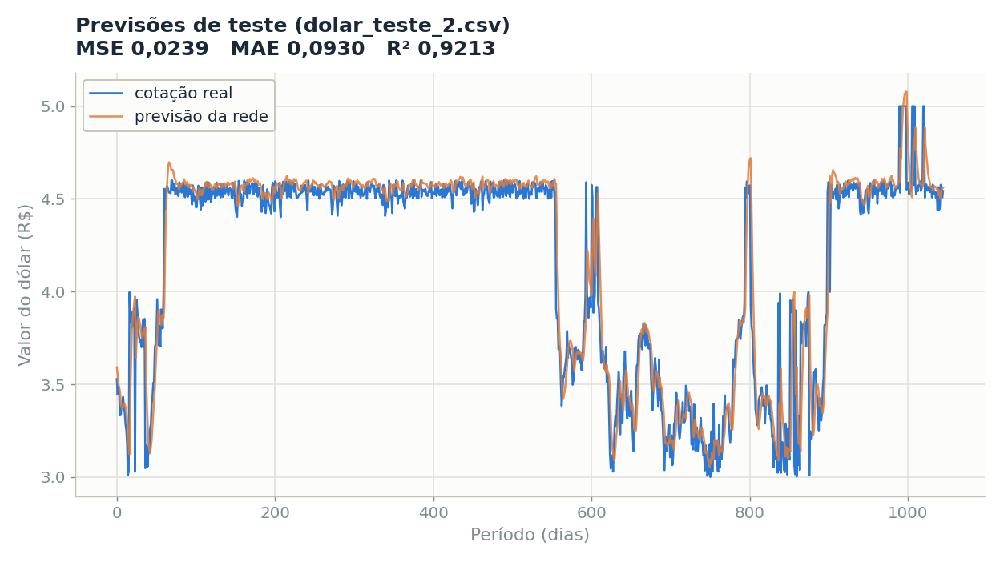 Previsões de teste (dolar_teste_2.csv)
MSE 0,0239 MAE 0,0930 R² 0,9213
cotação real
previsão da rede
5.0
4.5
4.0
3.5
3.0
Valor do dólar (R$)
0
200
400
600
800
1000
Período (dias)